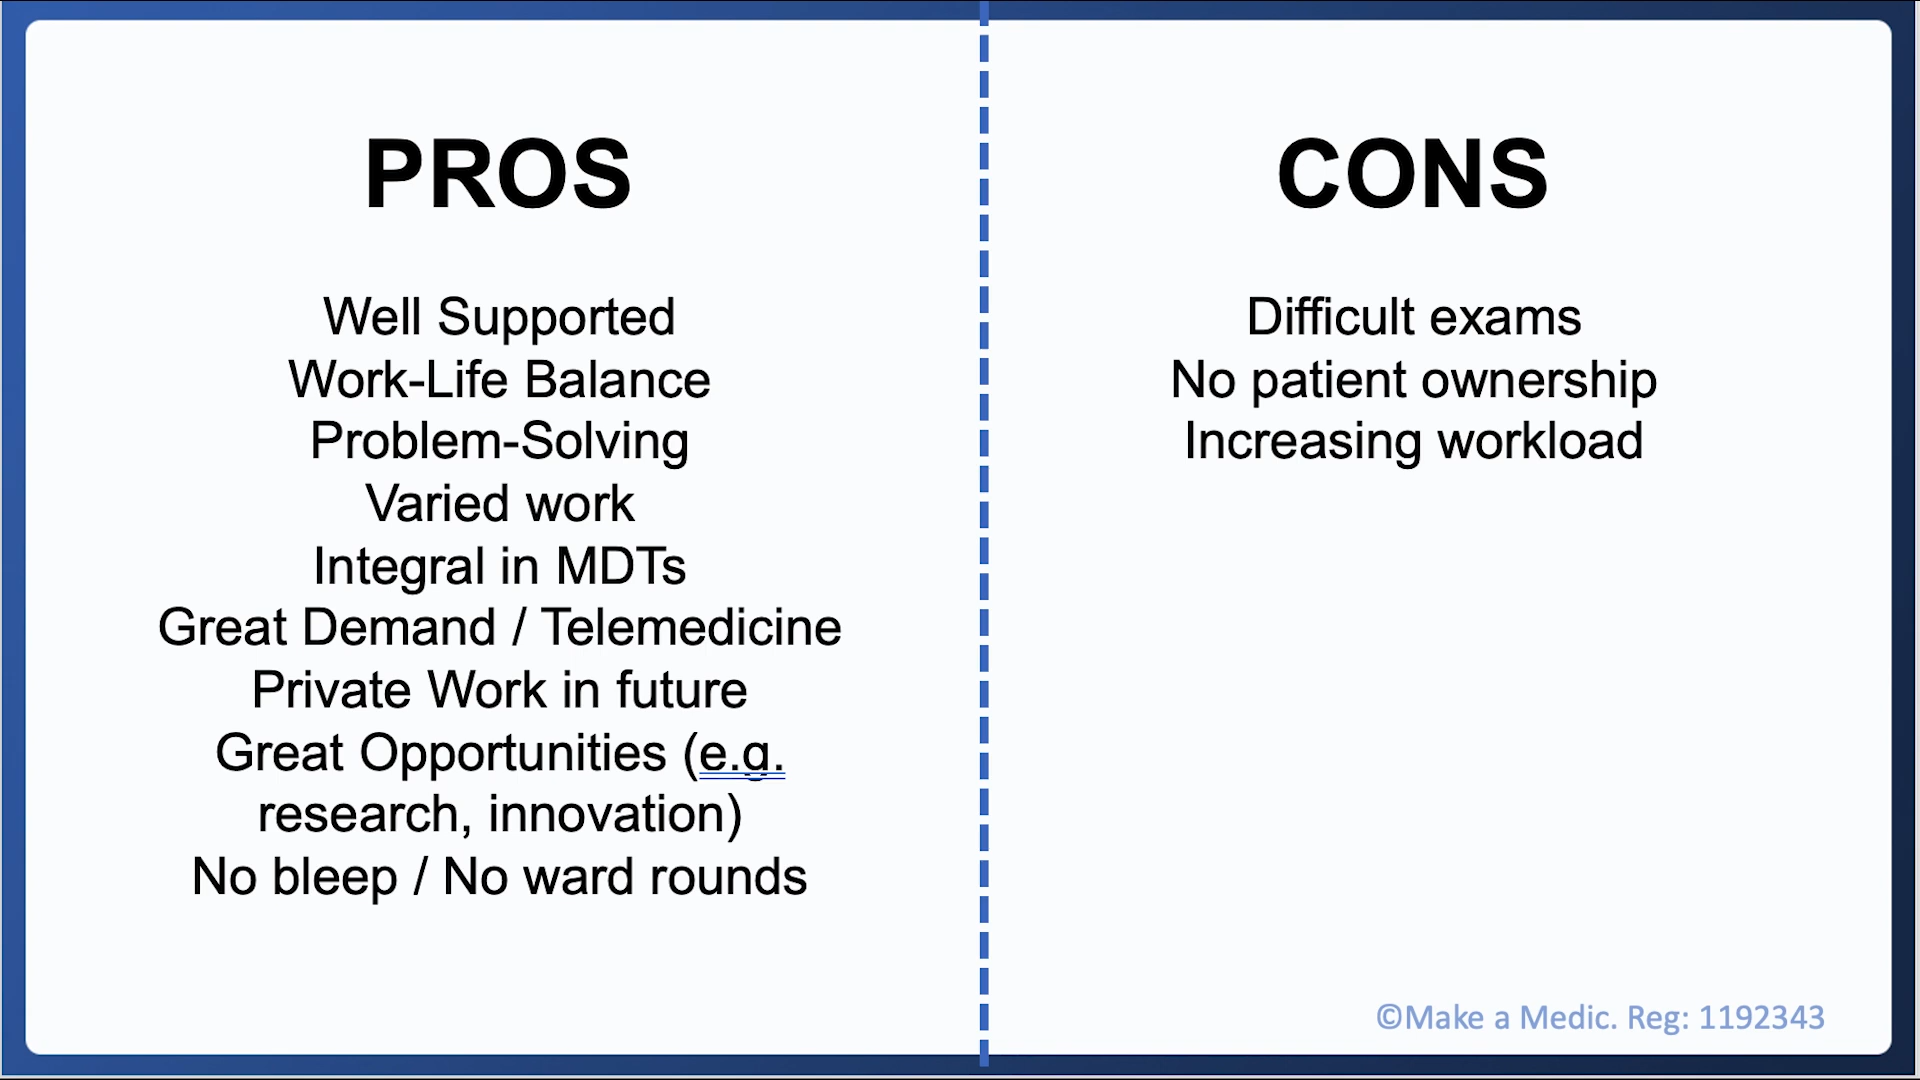 PROS
Well Supported
Work-Life Balance
Problem-Solving
Varied work
Integral in MDTs
Great Demand / Telemedicine
Private Work in future
Great Opportunities (e.g.
research, innovation)
No bleep / No ward rounds
CONS
Difficult exams
No patient ownership
Increasing workload
©Make a Medic. Reg: 1192343